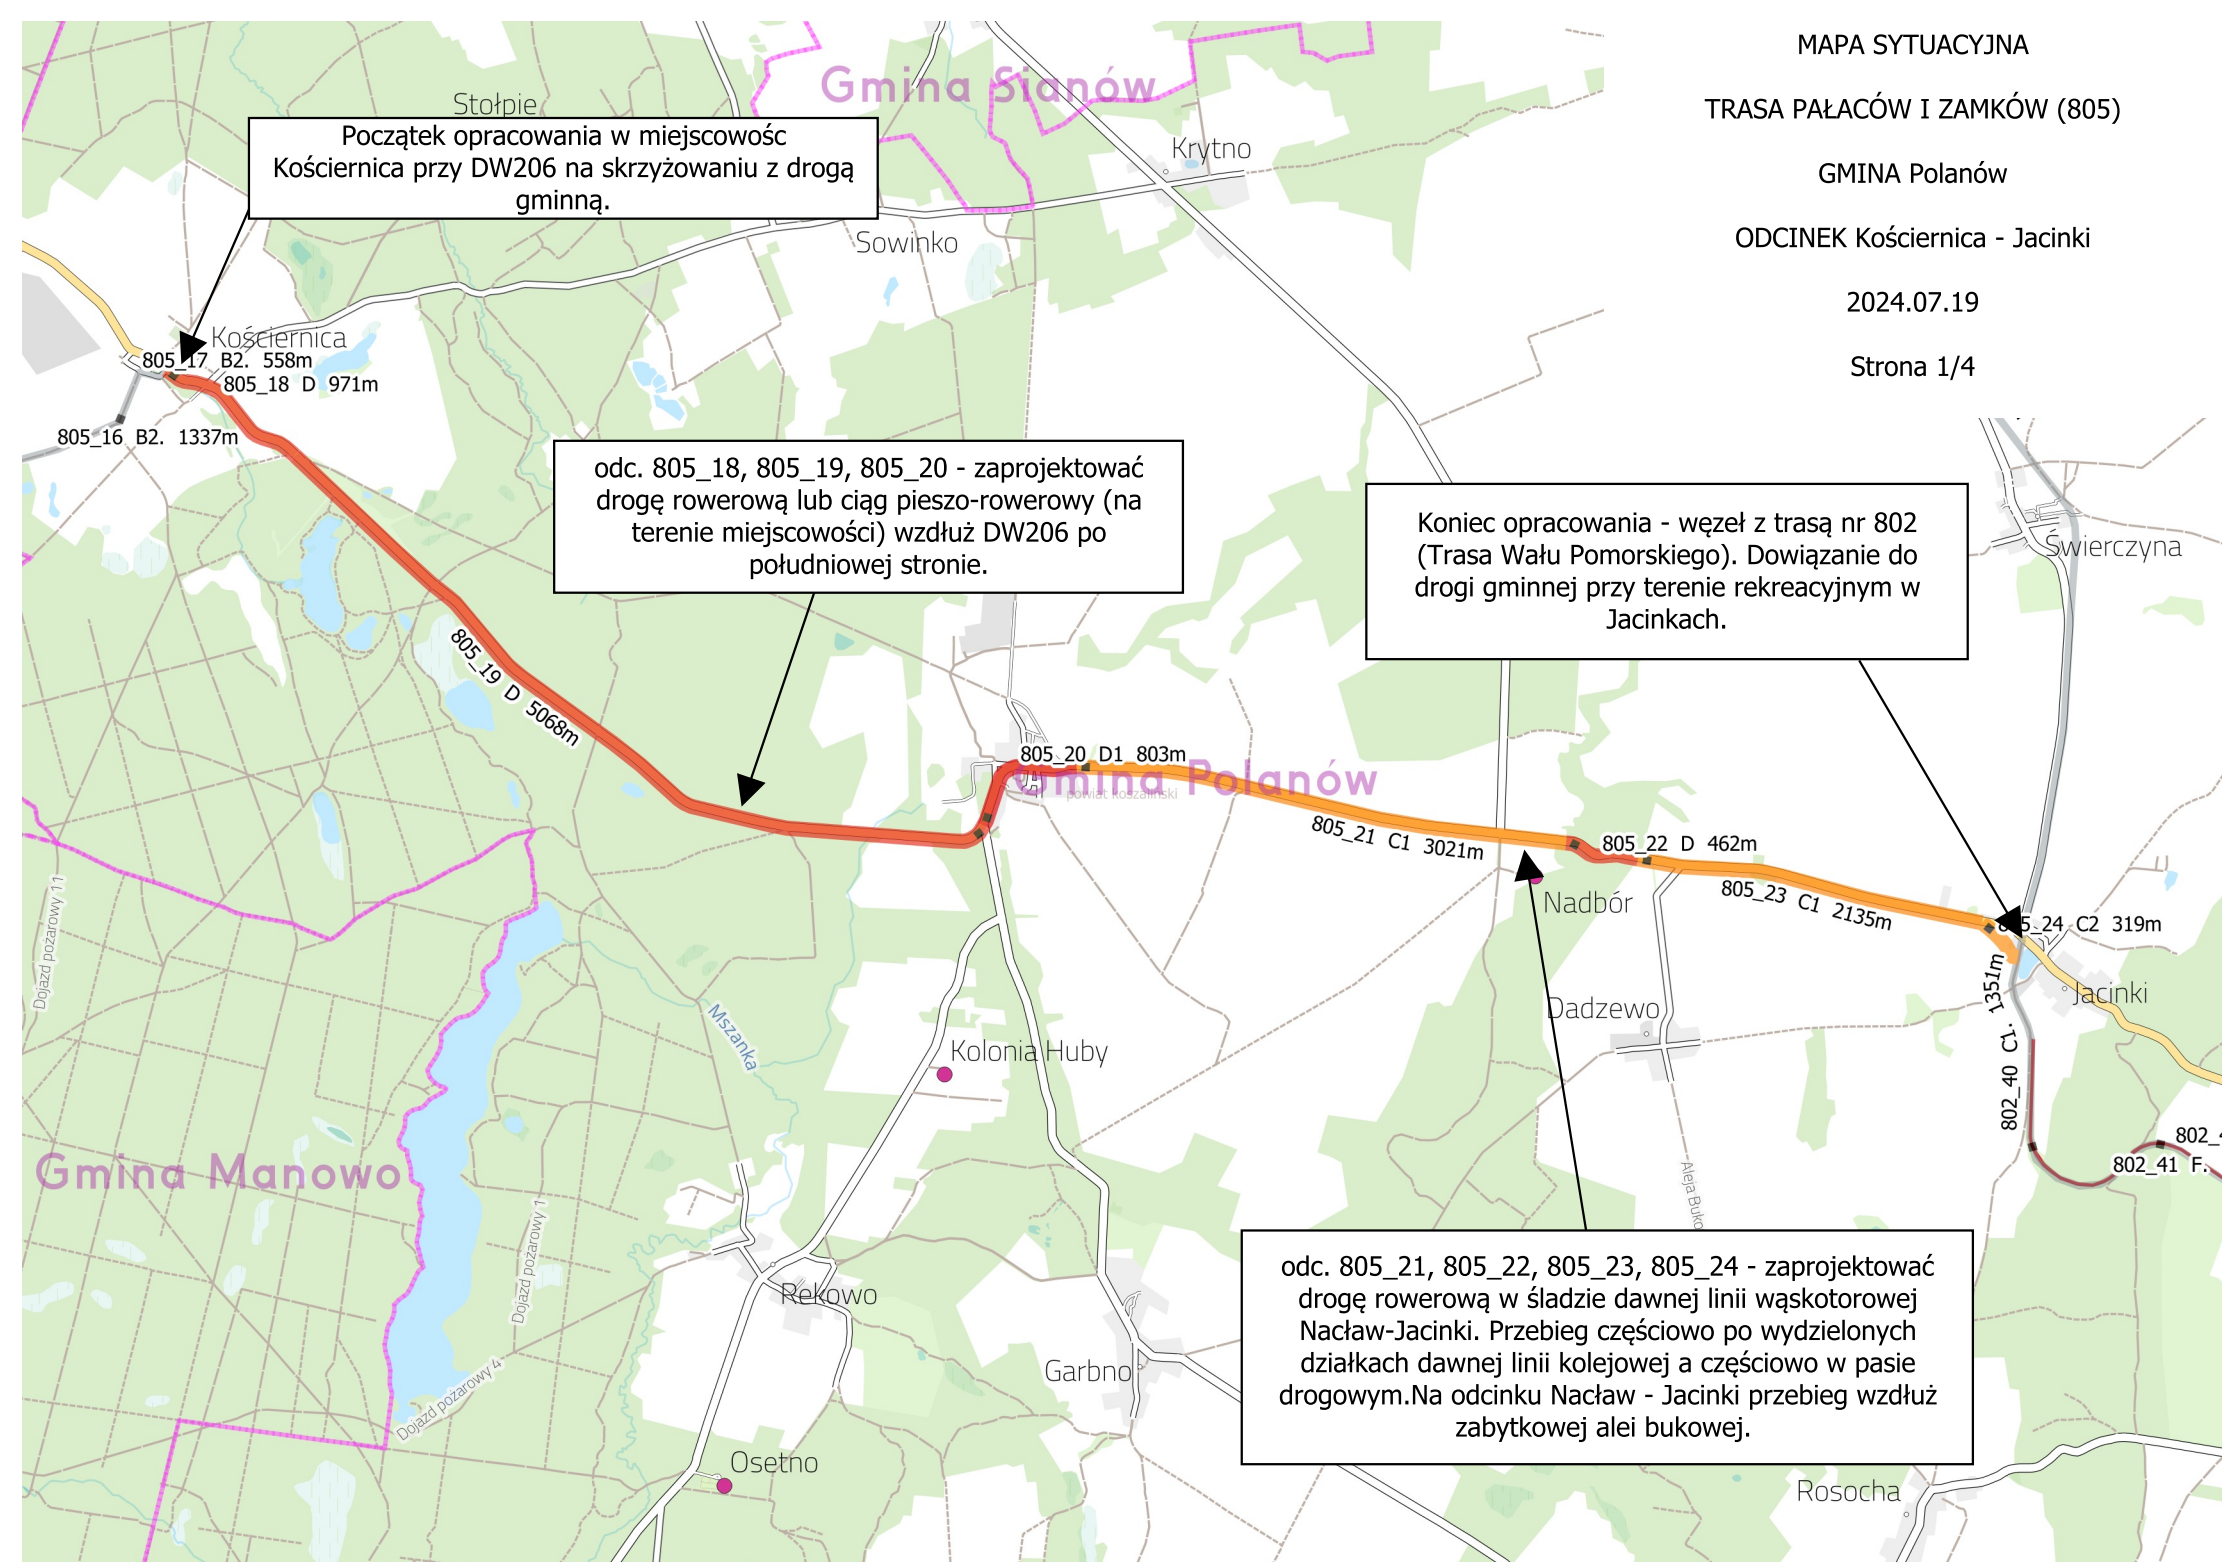 MAPA SYTUACYJNA
TRASA PAŁACÓW I ZAMKÓW (805)
GMINA Polanów
ODCINEK Kościernica - Jacinki
2024.07.19
Strona 1/4
Gmina Sianów
Stołpie
Początek opracowania w miejscowośc
Kościernica przy DW206 na skrzyżowaniu z drogą
gminną.
Krytno
Sowinko
Kościernica
805_17 B2. 558m
805_18 D 971m
805_16 B2. 1337m
odc. 805_18, 805_19, 805_20 - zaprojektować
drogę rowerową lub ciąg pieszo-rowerowy (na
terenie miejscowości) wzdłuż DW206 po
południowej stronie.
Koniec opracowania - węzeł z trasą nr 802
(Trasa Wału Pomorskiego). Dowiązanie do
drogi gminnej przy terenie rekreacyjnym w
Jacinkach.
Świerczyna
805_19 D 5068m
805_20 D1 803m
Gmina Polanów
powiat koszaliński
805_21 C1 3021m
805_22 D 462m
805_23 C1 2135m
Nadbór
805_24 C2 319m
Dojazd pożarowy 11
Jacinki
802_40 C1. 1351m
Dadzewo
Mszanka
Kolonia Huby
802_4
802_41 F.
Gmina Manowo
Aleja Buko
Dojazd pożarowy 1
Rekowo
odc. 805_21, 805_22, 805_23, 805_24 - zaprojektować
drogę rowerową w śladzie dawnej linii wąskotorowej
Nacław-Jacinki. Przebieg częściowo po wydzielonych
działkach dawnej linii kolejowej a częściowo w pasie
drogowym.Na odcinku Nacław - Jacinki przebieg wzdłuż
zabytkowej alei bukowej.
Garbno
Dojazd pożarowy 4
Osetno
Rosocha